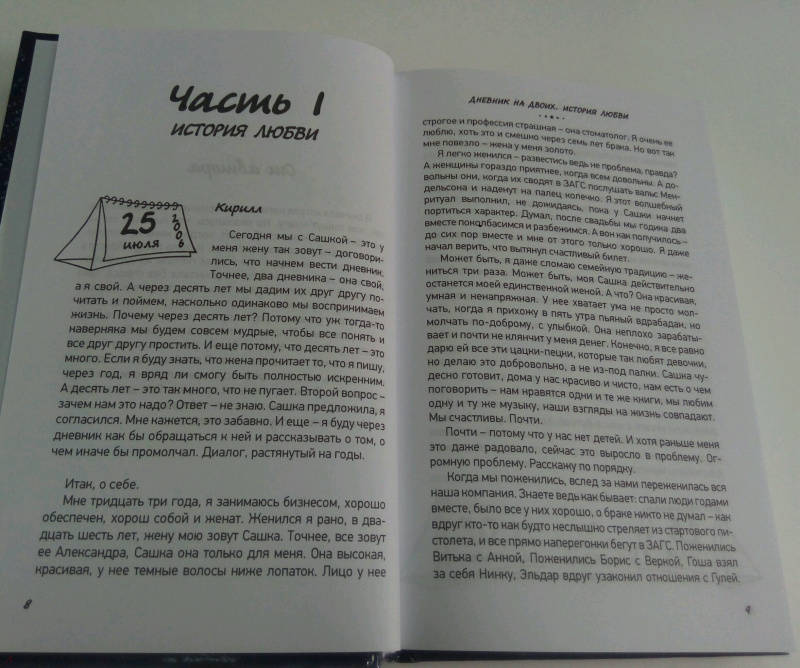 Часть 1
ИСТОРИЯ ЛЮБВИ
25
июля
2006
Кирилл
Сегодня мы с Сашкой – это у
меня жену так зовут – договори-
лись, что начнем вести дневник.
Точнее, два дневника – она свой,
а я свой. А через десять лет мы дадим их друг другу по-
читать и поймем, насколько одинаково мы воспринимаем
жизнь. Почему через десять лет? Потому что уж тогда-то
наверняка мы будем совсем мудрые, чтобы все понять и
все друг другу простить. И еще потому, что десять лет – это
много. Если я буду знать, что жена прочитает то, что я пишу,
через год, я вряд ли смогу быть полностью искренним.
А десять лет – это так много, что не пугает. Второй вопрос –
зачем нам это надо? Ответ – не знаю. Сашка предложила, я
согласился. Мне кажется, это забавно. И еще – я буду через
дневник как бы обращаться к ней и рассказывать о том, о
чем иначе бы промолчал. Диалог, растянутый на годы.
Итак, о себе.
Мне тридцать три года, я занимаюсь бизнесом, хорошо
обеспечен, хорош собой и женат. Женился я рано, в два-
дцать шесть лет, жену мою зовут Сашка. Точнее, все зовут
ее Александра, Сашка она только для меня. Она высокая,
красивая, у нее темные волосы ниже лопаток. Лицо у нее
8
ДНЕВНИК НА ДВОИХ. ИСТОРИЯ ЛЮБВИ
строгое и профессия страшная – она стоматолог. Я очень ее
люблю, хоть это и смешно через семь лет брака. Но вот так
мне повезло – жена у меня золото.
Я легко женился – развестись ведь не проблема, правда?
А женщины гораздо приятнее, когда всем довольны. А до-
вольны они, когда их сводят в ЗАГС послушать вальс Мен-
дельсона и наденут на палец колечко. Я этот волшебный
ритуал выполнил, не дожидаясь, пока у Сашки начнет
портиться характер. Думал, после свадьбы мы годика два
вместе понцлбасимся и разбежимся. А вон как получилось –
до сих пор вместе и мне от этого только хорошо. Я даже
начал верить, что вытянул счастливый билет.
Может быть, я даже сломаю семейную традицию – же-
ниться три раза. Может быть, моя Сашка действительно
останется моей единственной женой. А что? Она красивая,
умная и ненапряжная. У нее хватает ума не просто мол-
чать, когда я прихожу в пять утра пьяный вдрабадан, но
молчать по-доброму, с улыбкой. Она неплохо зарабаты-
вает и почти не клянчит у меня денег. Конечно, я все равно
дарю ей все эти цацки-пецки, которые так любят девочки,
но делаю это добровольно, а не из-под палки. Сашка чу-
десно готовит, дома у нас красиво и чисто, нам есть о чем
поговорить – нам нравятся одни и те же книги, мы любим
одну и ту же музыку, наши взгляды на жизнь совпадают.
Мы счастливы. Почти.
Почти – потому что у нас нет детей. И хотя раньше меня
это даже радовало, сейчас это выросло в проблему. Ог-
ромную проблему. Расскажу по порядку.
Когда мы поженились, вслед за нами переженилась вся
наша компания. Знаете ведь как бывает: спали люди годами
вместе, было все у них хорошо, о браке никто не думал – как
вдруг кто-то как будто неслышно стреляет из стартового пи-
столета, и все прямо наперегонки бегут в ЗАГС. Поженились
Витька с Анной, Поженились Борис с Веркой, Гоша взял
за себя Нинку, Эльдар вдруг узаконил отношения с Гулей.
9